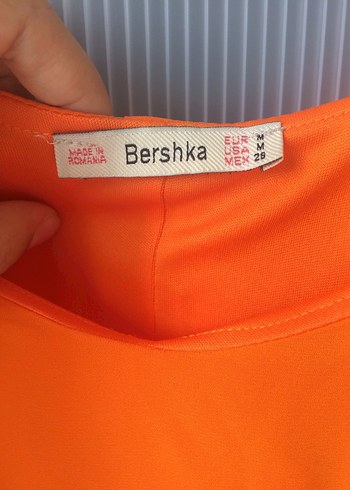 MADE IN
ROMANIA
Bershka
EUR M
USA M
MEX 28